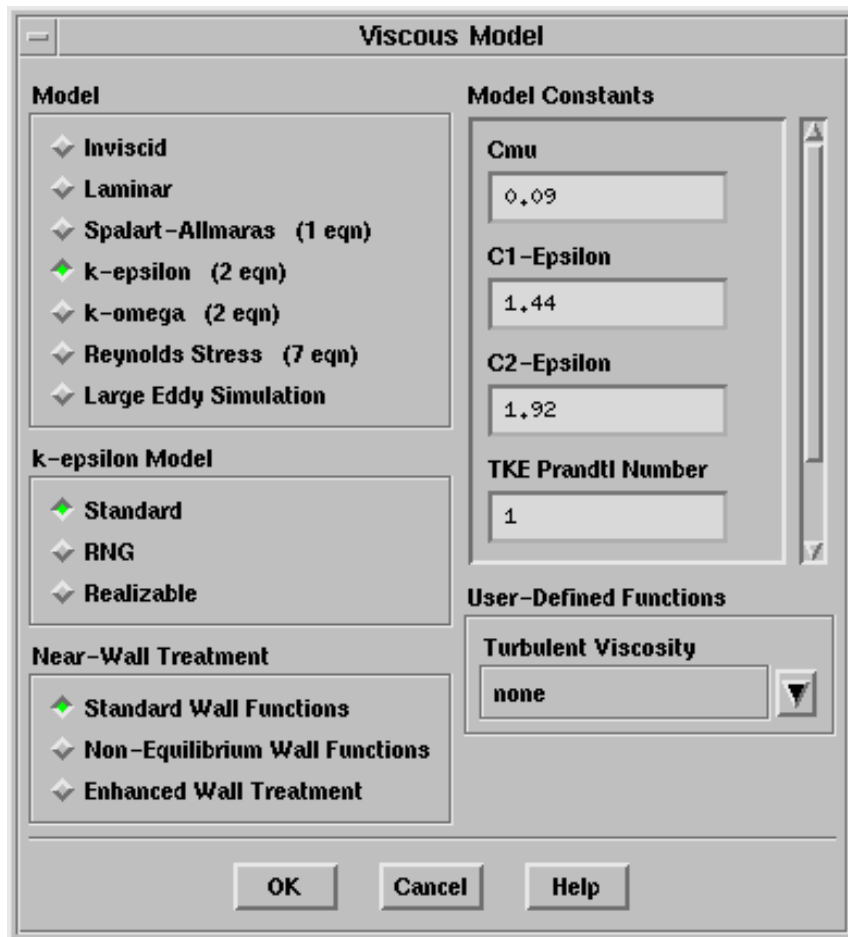 Viscous Model
Model
Inviscid
Laminar
Spalart-Allmaras (1 eqn)
k-epsilon (2 eqn)
k-omega (2 eqn)
Reynolds Stress (7 eqn)
Large Eddy Simulation
k-epsilon Model
Standard
RNG
Realizable
Near-Wall Treatment
Standard Wall Functions
Non-Equilibrium Wall Functions
Enhanced Wall Treatment
Model Constants
Cmu
0.09
C1-Epsilon
1.44
C2-Epsilon
1.92
TKE Prandtl Number
1
User-Defined Functions
Turbulent Viscosity
none
OK
Cancel
Help